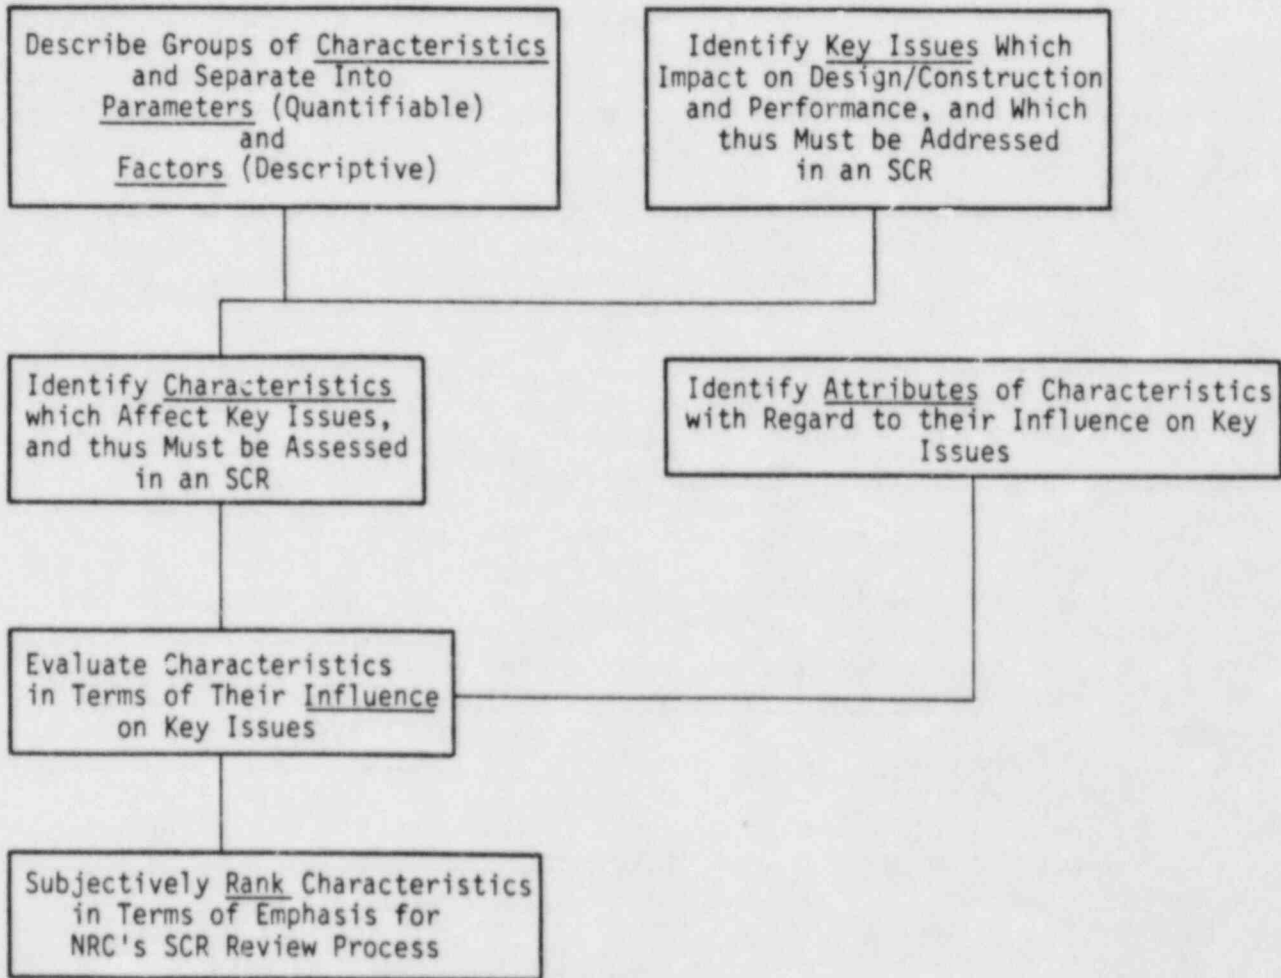 Describe Groups of Characteristics
and Separate Into
Parameters (Quantifiable)
and
Factors (Descriptive)
Identify Key Issues Which
Impact on Design/Construction
and Performance, and Which
thus Must be Addressed
in an SCR
Identify Characteristics
which Affect Key Issues,
and thus Must be Assessed
in an SCR
Identify Attributes of Characteristics
with Regard to their Influence on Key
Issues
Evaluate Characteristics
in Terms of Their Influence
on Key Issues
Subjectively Rank Characteristics
in Terms of Emphasis for
NRC's SCR Review Process